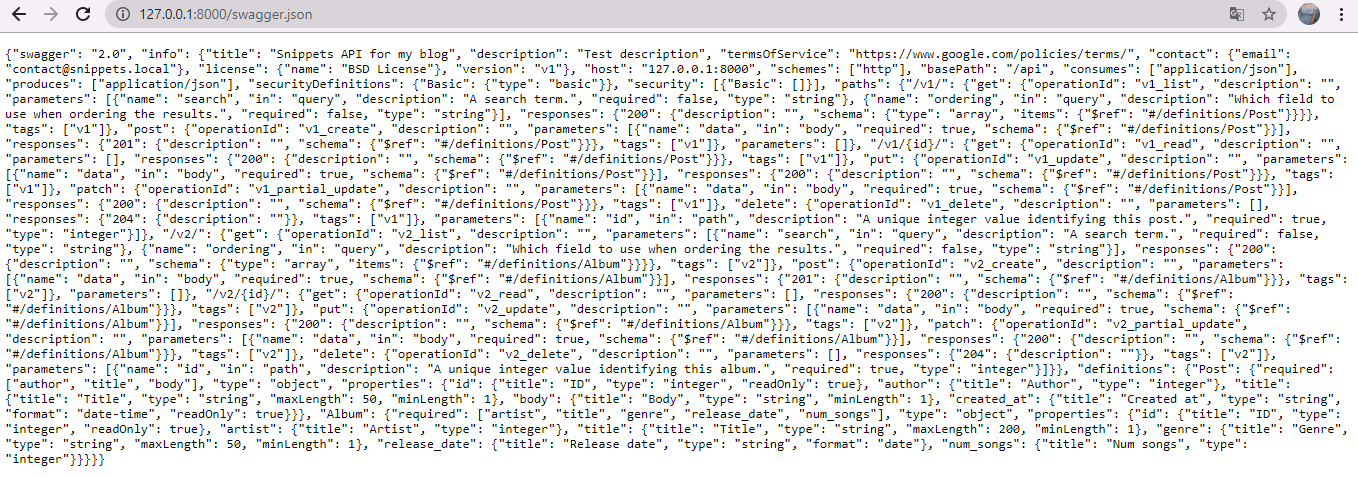 127.0.0.1:8000/swagger.json
{"swagger": "2.0", "info": {"title": "Snippets API for my blog", "description": "Test description", "termsOfService": "https://www.google.com/policies/terms/", "contact": {"email":
"contact@snippets.local"}, "license": {"name": "BSD License"}, "version": "v1"}, "host": "127.0.0.1:8000", "schemes": ["http"], "basePath": "/api", "consumes": ["application/json"],
"produces": ["application/json"], "securityDefinitions": {"Basic": {"type": "basic"}}, "security": [{"Basic": []}], "paths": {"/v1/": {"get": {"operationId": "v1_list", "description": "",
"parameters": [{"name": "search", "in": "query", "description": "A search term.", "required": false, "type": "string"}, {"name": "ordering", "in": "query", "description": "Which field to
use when ordering the results.", "required": false, "type": "string"}], "responses": {"200": {"description": "", "schema": {"type": "array", "items": {"$ref": "#/definitions/Post"}}}},
"tags": ["v1"]}, "post": {"operationId": "v1_create", "description": "", "parameters": [{"name": "data", "in": "body", "required": true, "schema": {"$ref": "#/definitions/Post"}}],
"responses": {"201": {"description": "", "schema": {"$ref": "#/definitions/Post"}}}, "tags": ["v1"]}, "parameters": []}, "/v1/{id}/": {"get": {"operationId": "v1_read", "description": "",
"parameters": [], "responses": {"200": {"description": "", "schema": {"$ref": "#/definitions/Post"}}}, "tags": ["v1"]}, "put": {"operationId": "v1_update", "description": "", "parameters":
[{"name": "data", "in": "body", "required": true, "schema": {"$ref": "#/definitions/Post"}}], "responses": {"200": {"description": "", "schema": {"$ref": "#/definitions/Post"}}}, "tags":
["v1"]}, "patch": {"operationId": "v1_partial_update", "description": "", "parameters": [{"name": "data", "in": "body", "required": true, "schema": {"$ref": "#/definitions/Post"}}],
"responses": {"200": {"description": "", "schema": {"$ref": "#/definitions/Post"}}}, "tags": ["v1"]}, "delete": {"operationId": "v1_delete", "description": "", "parameters": [],
"responses": {"204": {"description": ""}}, "tags": ["v1"]}, "parameters": [{"name": "id", "in": "path", "description": "A unique integer value identifying this post.", "required": true,
"type": "integer"}]}, "/v2/": {"get": {"operationId": "v2_list", "description": "", "parameters": [{"name": "search", "in": "query", "description": "A search term.", "required": false,
"type": "string"}, {"name": "ordering", "in": "query", "description": "Which field to use when ordering the results.", "required": false, "type": "string"}], "responses": {"200":
{"description": "", "schema": {"type": "array", "items": {"$ref": "#/definitions/Album"}}}}, "tags": ["v2"]}, "post": {"operationId": "v2_create", "description": "", "parameters":
[{"name": "data", "in": "body", "required": true, "schema": {"$ref": "#/definitions/Album"}}], "responses": {"201": {"description": "", "schema": {"$ref": "#/definitions/Album"}}}, "tags":
["v2"]}, "parameters": []}, "/v2/{id}/": {"get": {"operationId": "v2_read", "description": "", "parameters": [], "responses": {"200": {"description": "", "schema": {"$ref":
"#/definitions/Album"}}}, "tags": ["v2"]}, "put": {"operationId": "v2_update", "description": "", "parameters": [{"name": "data", "in": "body", "required": true, "schema": {"$ref":
"#/definitions/Album"}}], "responses": {"200": {"description": "", "schema": {"$ref": "#/definitions/Album"}}}, "tags": ["v2"]}, "patch": {"operationId": "v2_partial_update",
"description": "", "parameters": [{"name": "data", "in": "body", "required": true, "schema": {"$ref": "#/definitions/Album"}}], "responses": {"200": {"description": "", "schema": {"$ref":
"#/definitions/Album"}}}, "tags": ["v2"]}, "delete": {"operationId": "v2_delete", "description": "", "parameters": [], "responses": {"204": {"description": ""}}, "tags": ["v2"]},
"parameters": [{"name": "id", "in": "path", "description": "A unique integer value identifying this album.", "required": true, "type": "integer"}]}}, "definitions": {"Post": {"required":
["author", "title", "body"], "type": "object", "properties": {"id": {"title": "ID", "type": "integer", "readOnly": true}, "author": {"title": "Author", "type": "integer"}, "title":
{"title": "Title", "type": "string", "maxLength": 50, "minLength": 1}, "body": {"title": "Body", "type": "string", "minLength": 1}, "created_at": {"title": "Created at", "type": "string",
"format": "date-time", "readOnly": true}}}, "Album": {"required": ["artist", "title", "genre", "release_date", "num_songs"], "type": "object", "properties": {"id": {"title": "ID", "type":
"integer", "readOnly": true}, "artist": {"title": "Artist", "type": "integer"}, "title": {"title": "Title", "type": "string", "maxLength": 200, "minLength": 1}, "genre": {"title": "Genre",
"type": "string", "maxLength": 50, "minLength": 1}, "release_date": {"title": "Release date", "type": "string", "format": "date"}, "num_songs": {"title": "Num songs", "type":
"integer"}}}}}